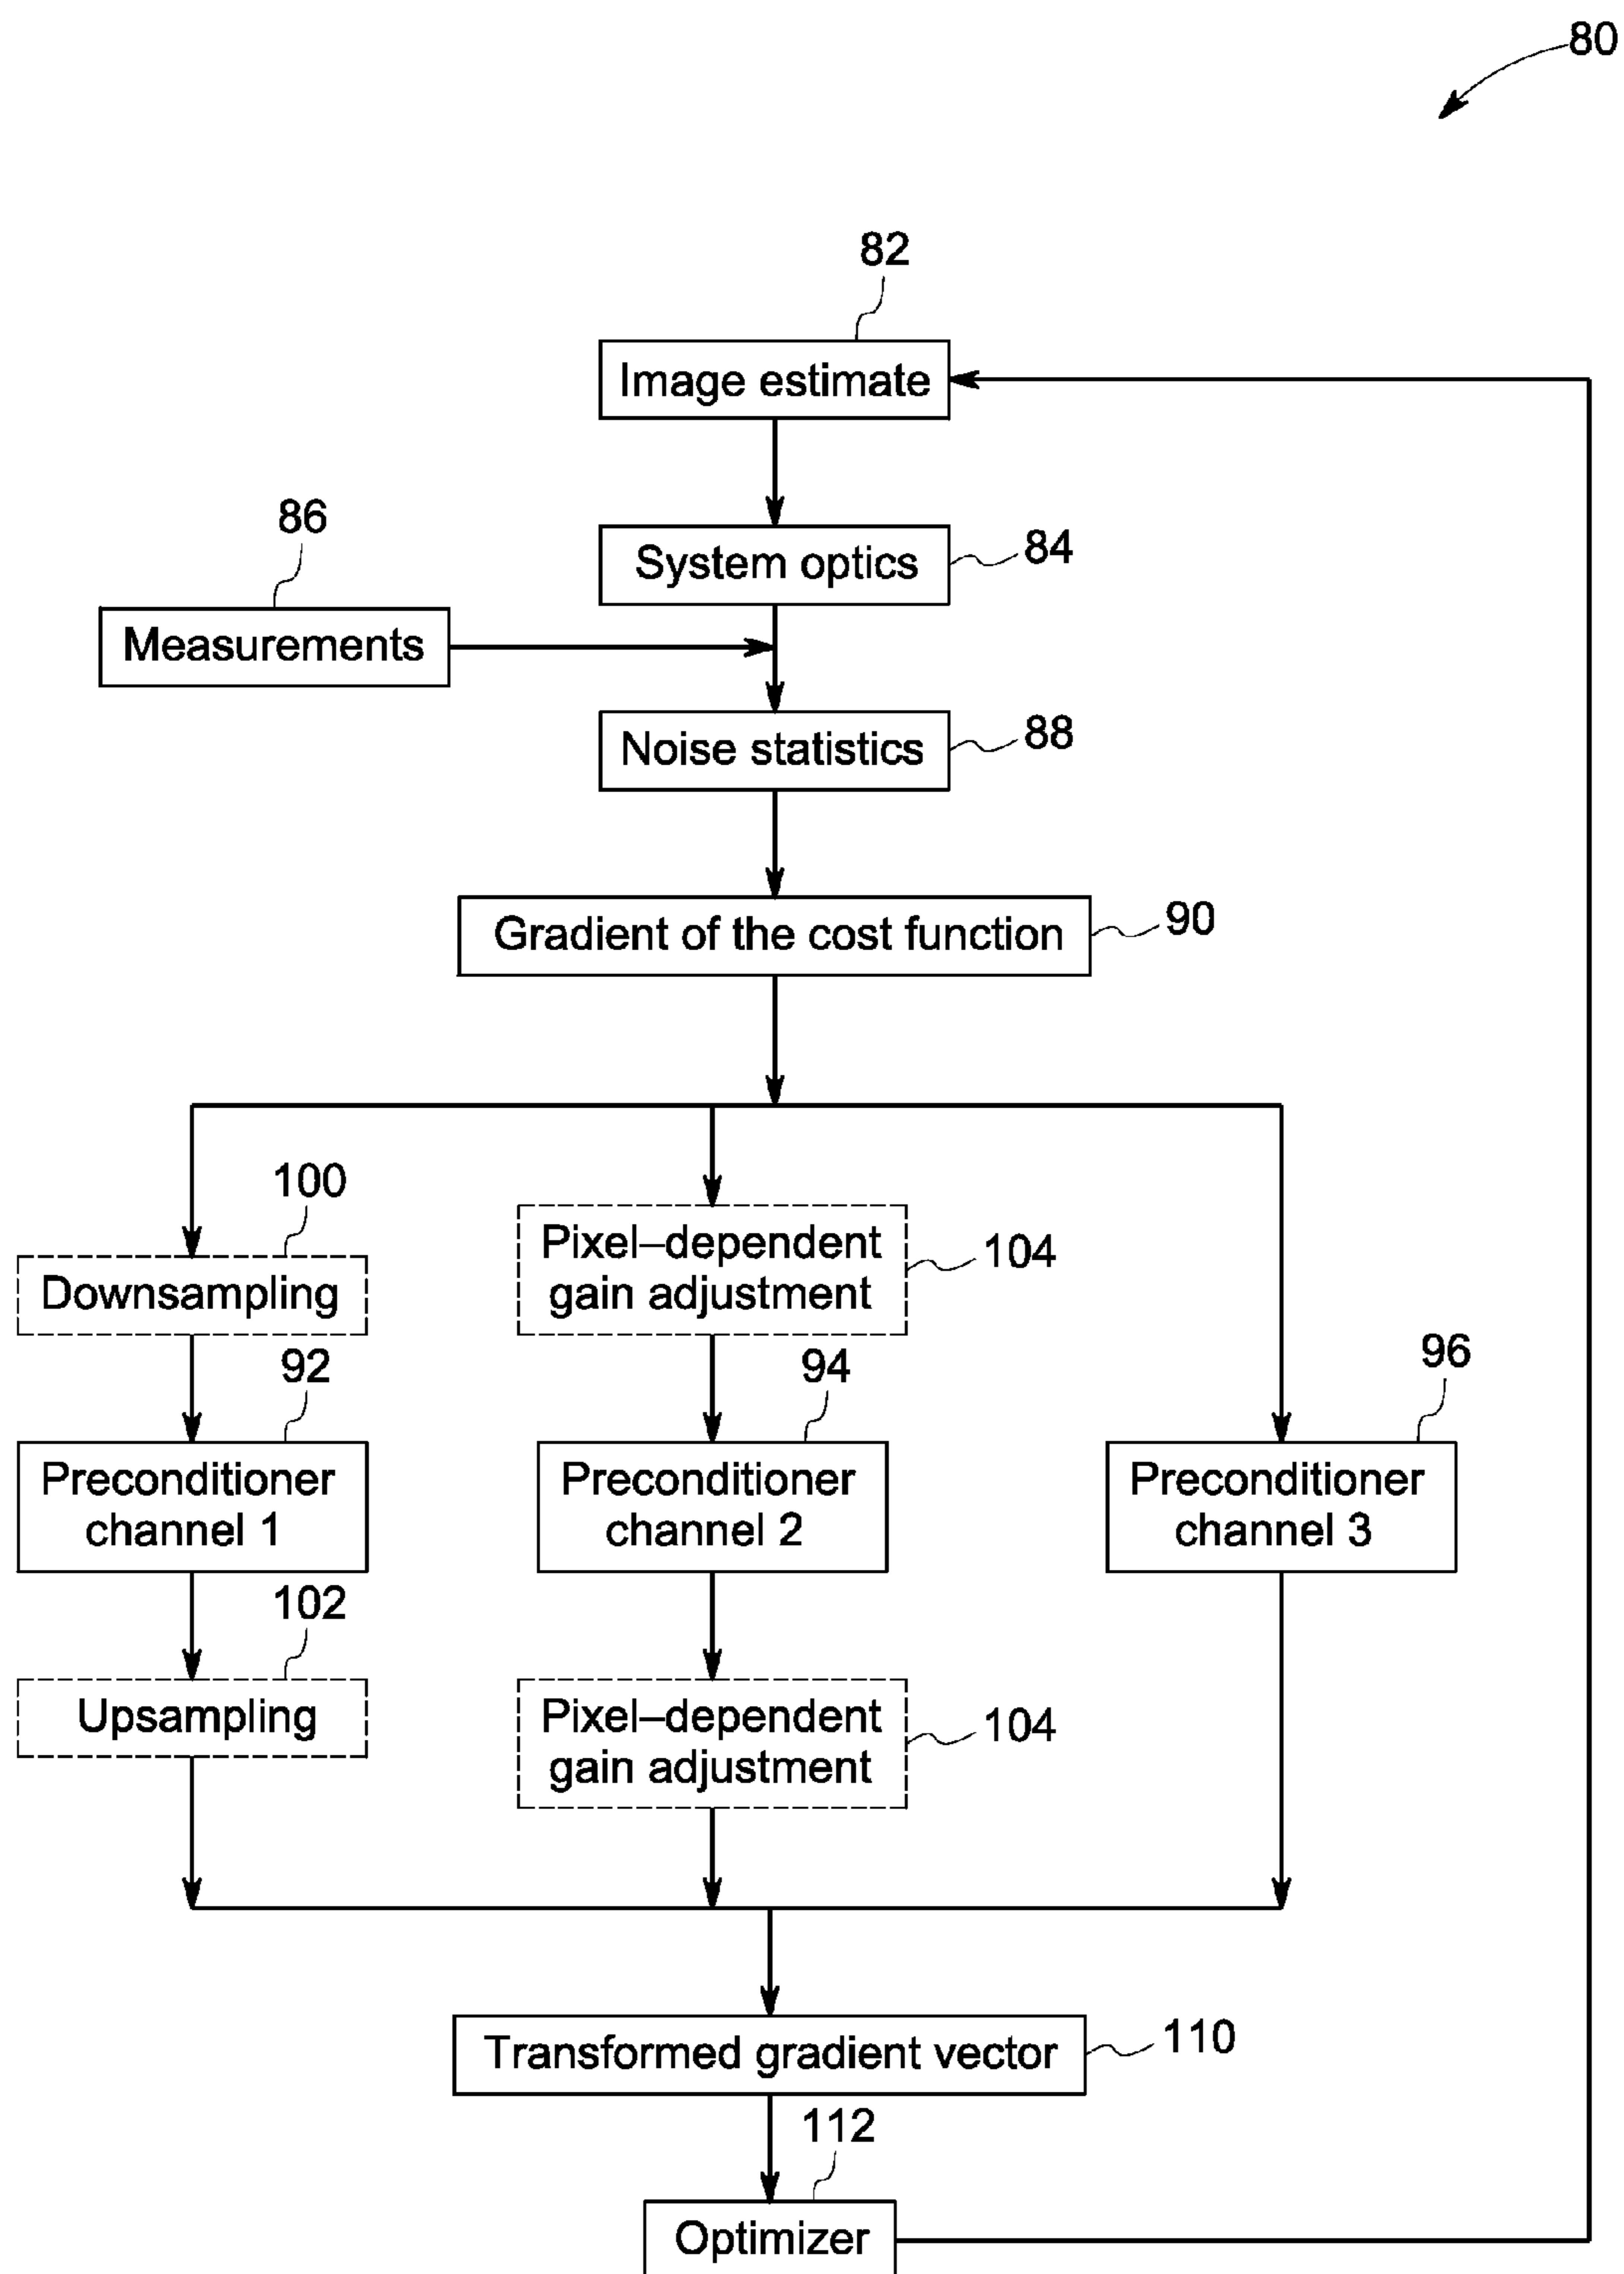 80
82
Image estimate
86
System optics
84
Measurements
Noise statistics
88
Gradient of the cost function
90
100
Downsampling
Pixel–dependent
gain adjustment
104
92
94
96
Preconditioner
channel 1
Preconditioner
channel 2
Preconditioner
channel 3
102
Upsampling
Pixel–dependent
gain adjustment
104
Transformed gradient vector
110
112
Optimizer